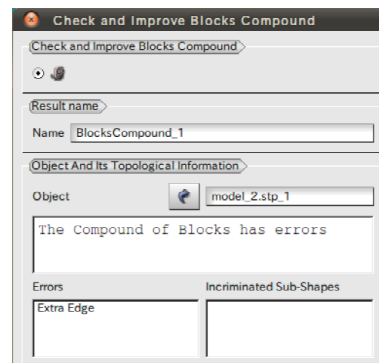 Check and Improve Blocks Compound
Check and Improve Blocks Compound
Result name
Name BlocksCompound_1
Object And Its Topological Information
Object model_2.stp_1
The Compound of Blocks has errors
Errors Incriminated Sub-Shapes
Extra Edge